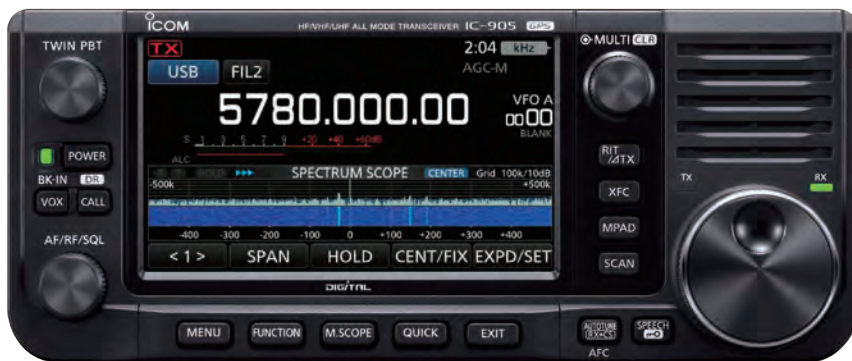 ICOM
HF/VHF/UHF ALL MODE TRANSCEIVER IC-905 GPS
TWIN PBT
MULTI CLR
TX
2:04 kHz
USB FIL2
AGC-M
5780.000.00
VFO A
00
BLANK
S 1 3 5 7 9 +20 +40 +60dB
ALC
POWER
BK-IN DR
VOX CALL
AF/RF/SQL
HOLD SPECTRUM SCOPE CENTER Grid 100k/10dB
-500k +500k
-400 -300 -200 -100 0 +100 +200 +300 +400
< 1 > SPAN HOLD CENT/FIX EXPD/SET
DIGITAL
MENU FUNCTION M.SCOPE QUICK EXIT
RIT
/⊿TX
XFC
MPAD
SCAN
TX RX
AUTOTUNE
RX→CS
SPEECH
AFC